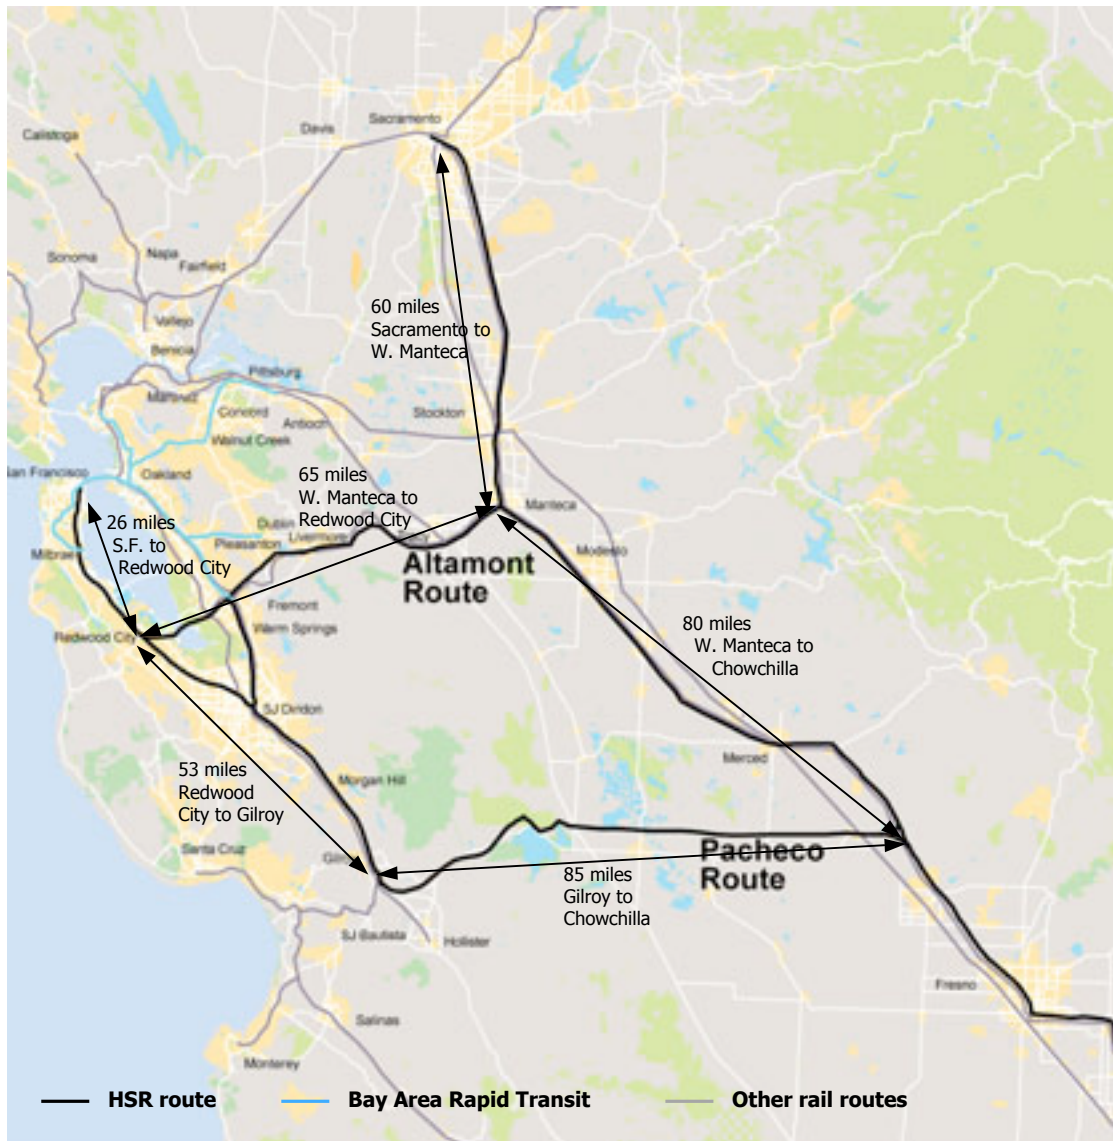 Sacramento
Davis
Calistoga
Napa
Sonoma
Fairfield
60 miles
Sacramento to
W. Manteca
Vallejo
Benicia
Pittsburg
Martinez
Concord
Stockton
Antioch
Walnut Creek
San Francisco
Oakland
65 miles
W. Manteca to
Redwood City
Manteca
26 miles
S.F. to
Redwood City
Dublin
Livermore
Pleasanton
Millbrae
Modesto
Altamont
Route
Fremont
Warm Springs
Redwood City
80 miles
W. Manteca to
Chowchilla
SJ Diridon
Merced
53 miles
Redwood
City to Gilroy
Morgan Hill
Santa Cruz
Gilroy
Pacheco
Route
85 miles
Gilroy to
Chowchilla
SJ Bautista
Hollister
Fresno
Salinas
Monterey
HSR route
Bay Area Rapid Transit
Other rail routes